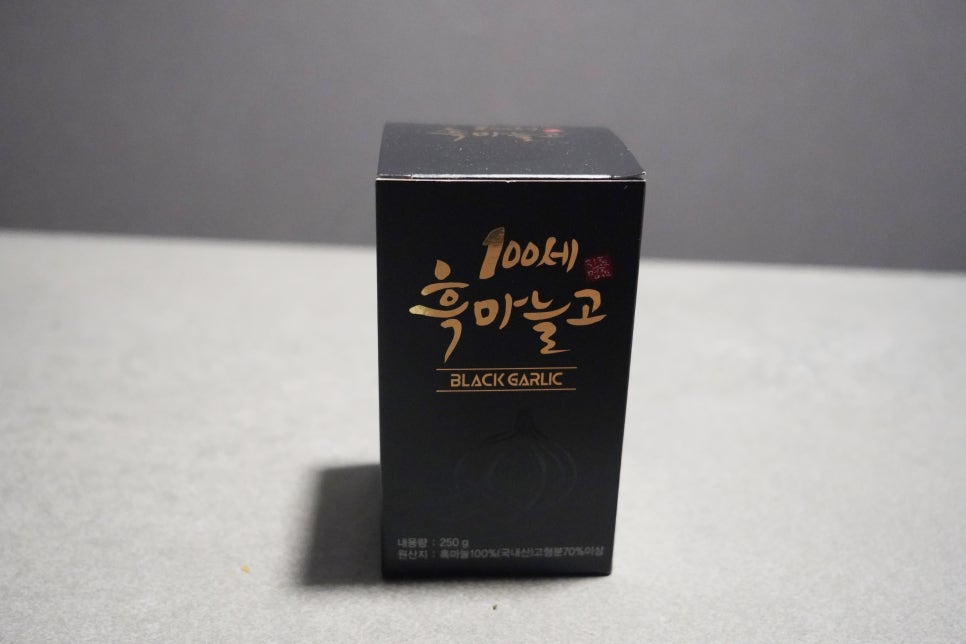 100세
흑마늘고
BLACK GARLIC
내용량 : 250 g
원산지 : 흑마늘100%(국내산)고형분70%이상